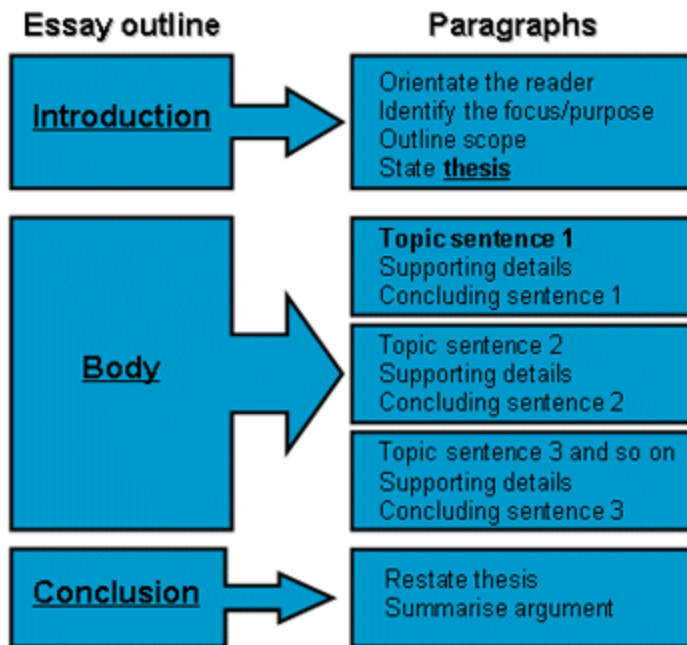 Essay outline
Paragraphs
Introduction
Orientate the reader
Identify the focus/purpose
Outline scope
State thesis
Body
Topic sentence 1
Supporting details
Concluding sentence 1
Topic sentence 2
Supporting details
Concluding sentence 2
Topic sentence 3 and so on
Supporting details
Concluding sentence 3
Conclusion
Restate thesis
Summarise argument